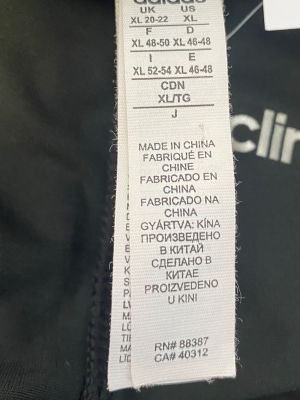 adidas
UK US
XL 20-22 XL
F D
XL 48-50 XL 46-48
I E
XL 52-54 XL 46-48
CDN
XL/TG
J
MADE IN CHINA
FABRIQUÉ EN
CHINE
FABRICADO EN
CHINA
FABRICADO NA
CHINA
GYÁRTVA: KÍNA
ПРОИЗВЕДЕНО
В КИТАЙ
СДЕЛАНО В
КИТАЕ
PROIZVEDENO
U KINI
RN# 88387
CA# 40312
clim